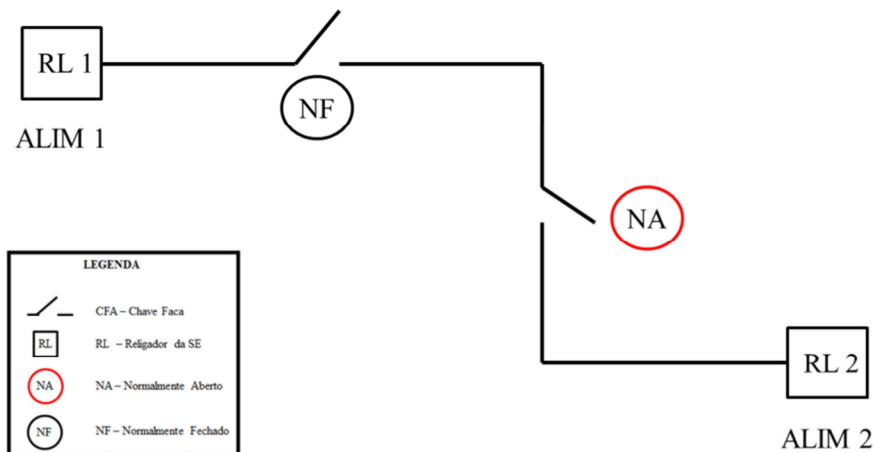 RL 1
NF
ALIM 1
NA
LEGENDA
CFA – Chave Faca
RL
RL – Religador da SE
NA
NA – Normalmente Aberto
NF
NF – Normalmente Fechado
RL 2
ALIM 2